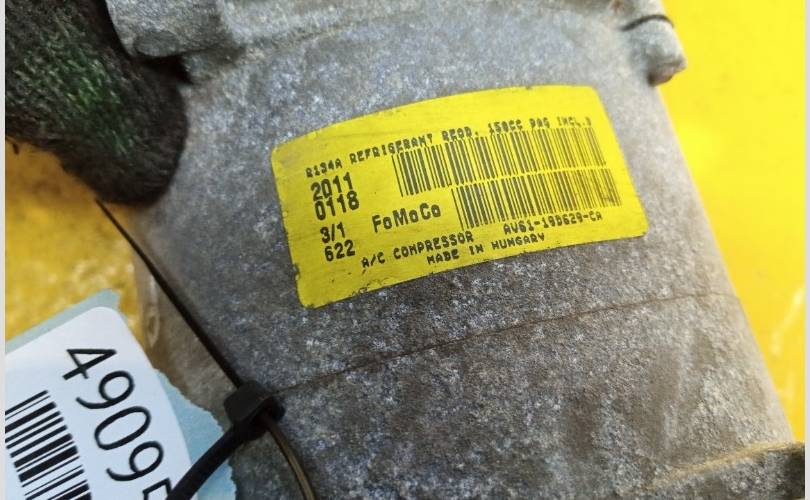 R134A REFRIGERANT REQD. 150CC PAG INCL.
2011
0118
3/1
622
FoMoCo
AV61-19D629-CA
A/C COMPRESSOR
MADE IN HUNGARY
4909